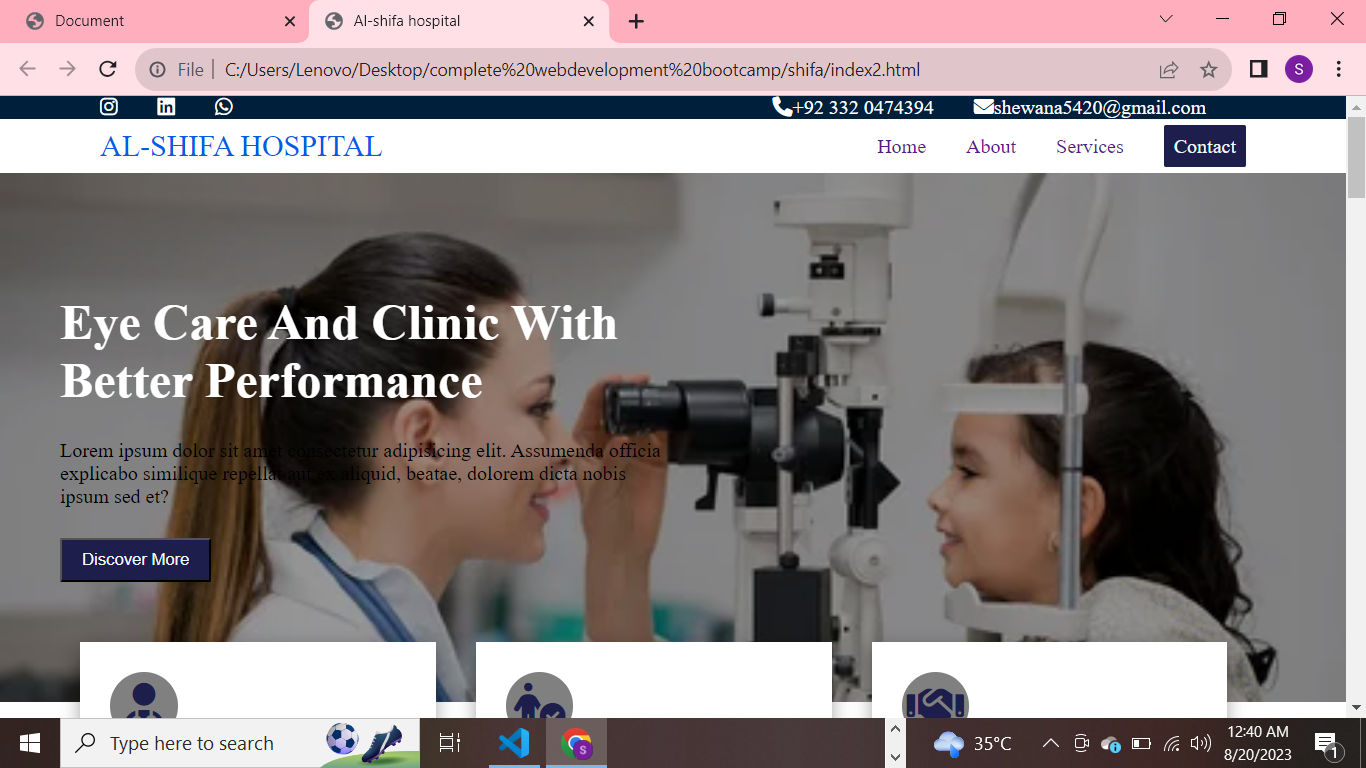 Document
Al-shifa hospital
File
C:/Users/Lenovo/Desktop/complete%20webdevelopment%20bootcamp/shifa/index2.html
S
+92 332 0474394
shewana5420@gmail.com
AL-SHIFA HOSPITAL
Home
About
Services
Contact
Eye Care And Clinic With
Better Performance
Lorem ipsum dolor sit amet consectetur adipisicing elit. Assumenda officia
explicabo similique repellat aut ex aliquid, beatae, dolorem dicta nobis
ipsum sed et?
Discover More
Type here to search
S
35°C
12:40 AM
8/20/2023
1